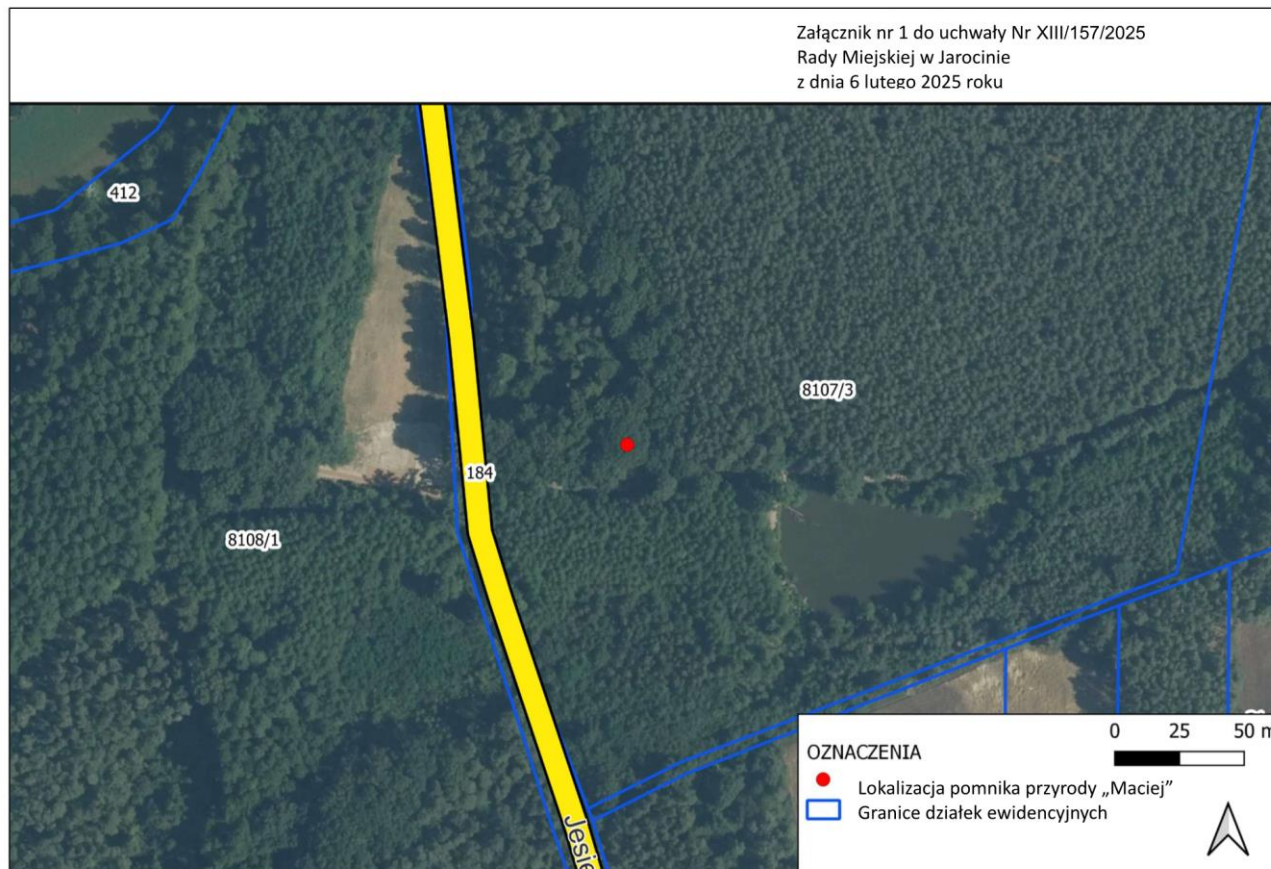 Załącznik nr 1 do uchwały Nr XIII/157/2025
Rady Miejskiej w Jarocinie
z dnia 6 lutego 2025 roku
412
8107/3
184
8108/1
Jesie
0 25 50 m
OZNACZENIA
Lokalizacja pomnika przyrody „Maciej”
Granice działek ewidencyjnych